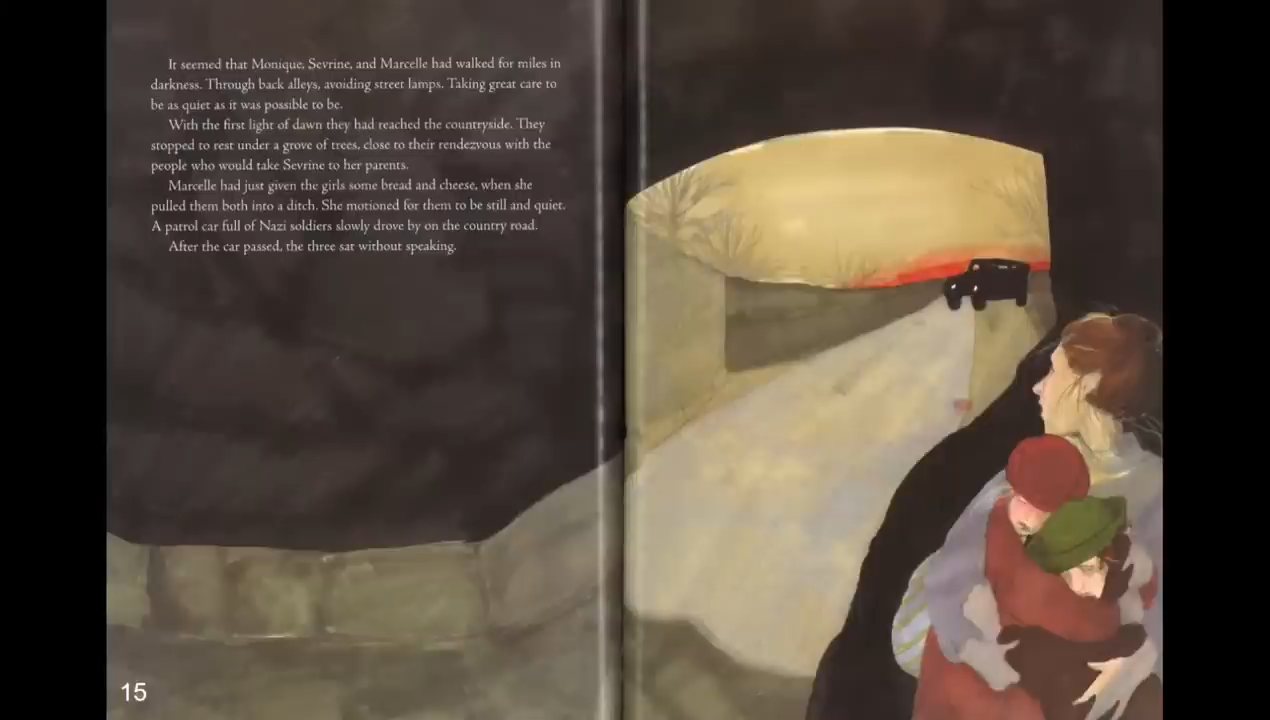 It seemed that Monique, Sevrine, and Marcelle had walked for miles in
darkness. Through back alleys, avoiding street lamps. Taking great care to
be as quiet as it was possible to be.
With the first light of dawn they had reached the countryside. They
stopped to rest under a grove of trees, close to their rendezvous with the
people who would take Sevrine to her parents.
Marcelle had just given the girls some bread and cheese, when she
pulled them both into a ditch. She motioned for them to be still and quiet.
A patrol car full of Nazi soldiers slowly drove by on the country road.
After the car passed, the three sat without speaking.
15